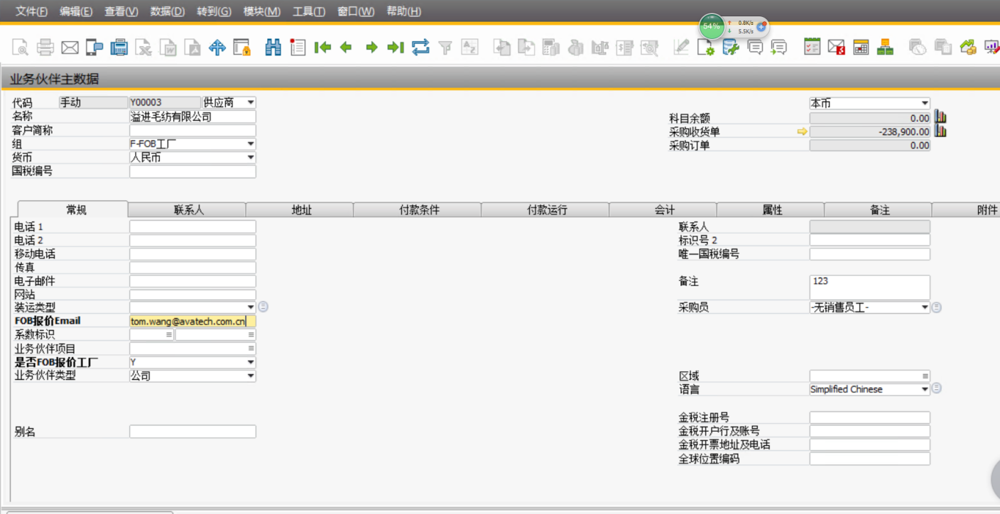 文件(F) 编辑(E) 查看(V) 数据(D) 转到(G) 模块(M) 工具(T) 窗口(W) 帮助(H)
54% 0.8K/s
5.5K/s
业务伙伴主数据
代码 手动 Y00003 供应商 本币
名称 溢进毛纺有限公司 科目余额 0.00
客户简称 采购收货单 -238,900.00
组 F-FOB工厂 采购订单 0.00
货币 人民币
国税编号
常规 联系人 地址 付款条件 付款运行 会计 属性 备注 附件
电话 1 联系人
电话 2 标识号 2
移动电话 唯一国税编号
传真
电子邮件 备注 123
网站
装运类型 采购员 -无销售员工-
FOB报价Email tom.wang@avatech.com.cn
系数标识
业务伙伴项目
是否FOB报价工厂 Y
业务伙伴类型 公司 区域
语言 Simplified Chinese
金税注册号
别名 金税开户行及账号
金税开票地址及电话
全球位置编码